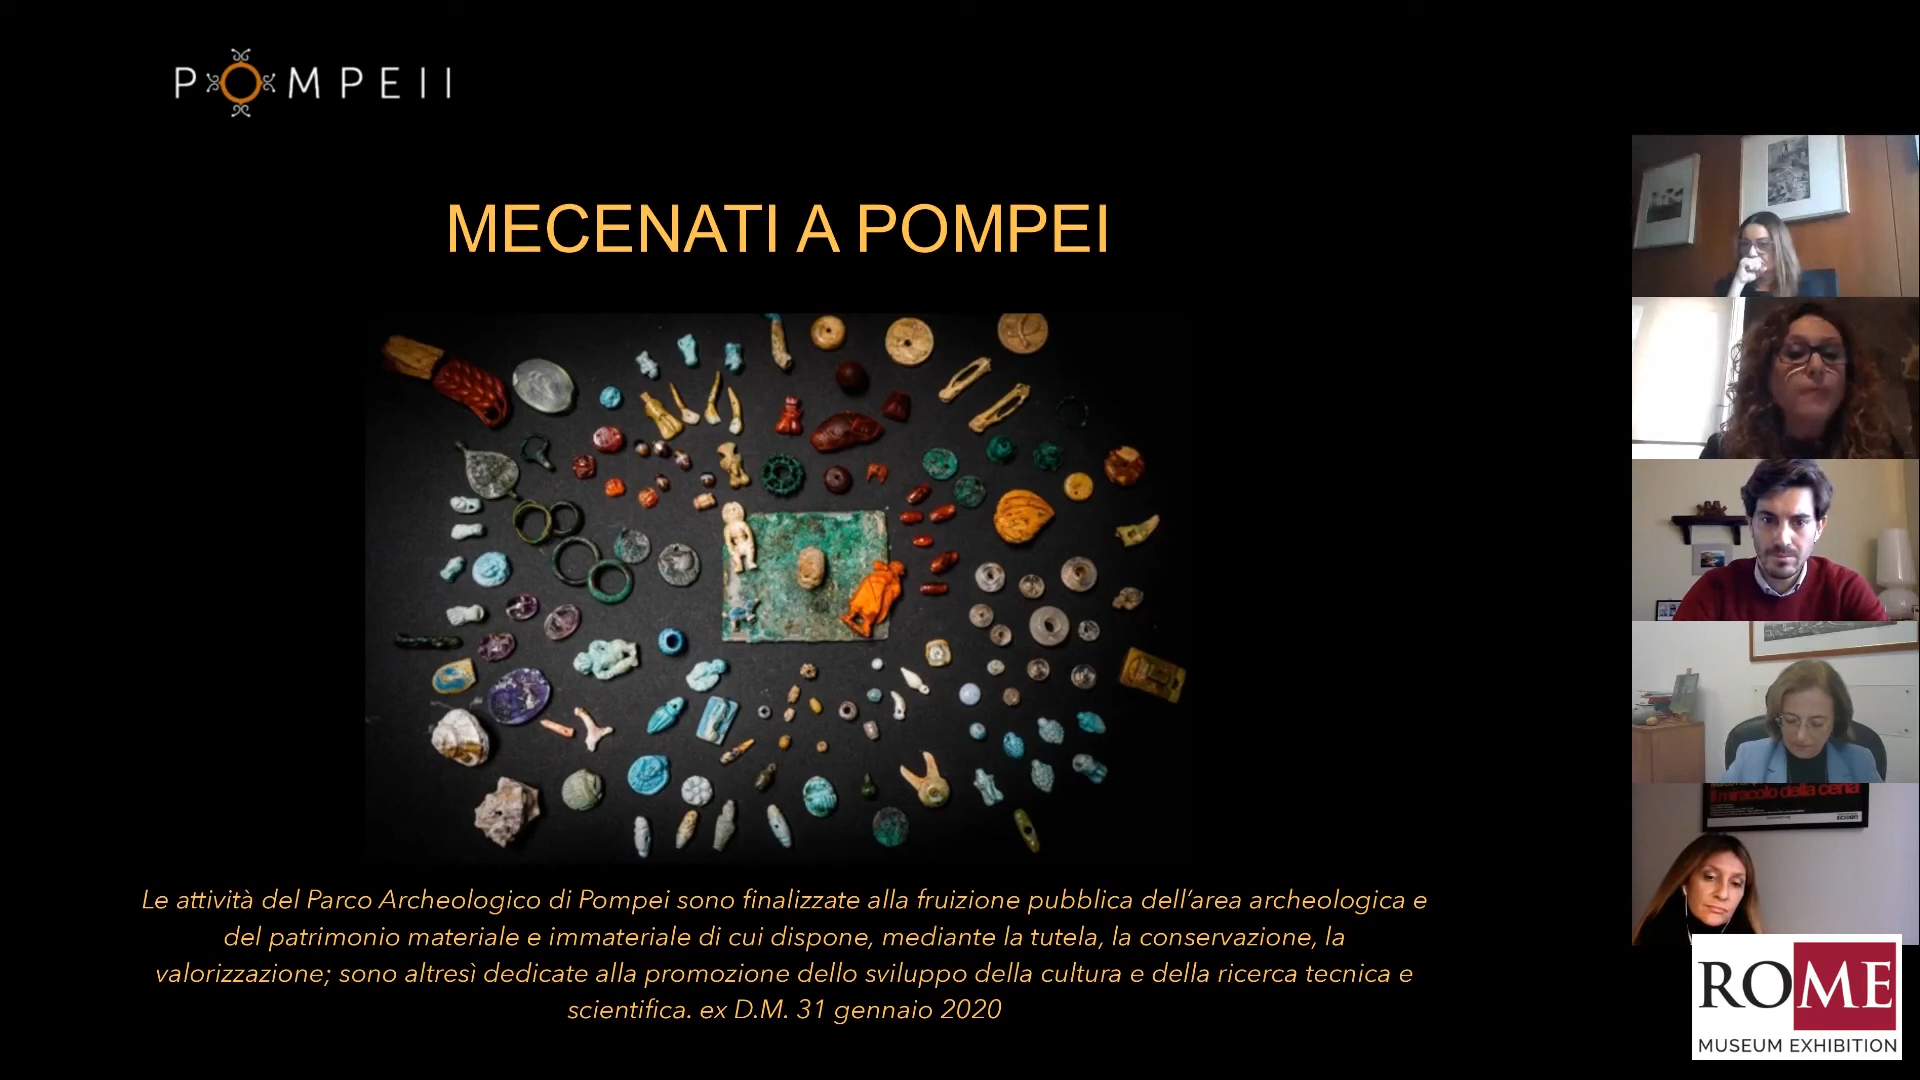 POMPEII
MECENATI A POMPEI
Le attività del Parco Archeologico di Pompei sono finalizzate alla fruizione pubblica dell'area archeologica e
del patrimonio materiale e immateriale di cui dispone, mediante la tutela, la conservazione, la
valorizzazione; sono altresì dedicate alla promozione dello sviluppo della cultura e della ricerca tecnica e
scientifica. ex D.M. 31 gennaio 2020
Il miracolo della cena
ROME
MUSEUM EXHIBITION